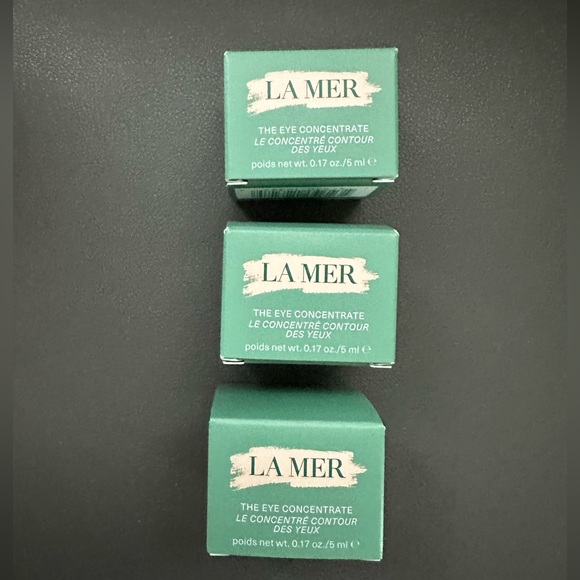 LA MER
THE EYE CONCENTRATE
LE CONCENTRÉ CONTOUR
DES YEUX
poids net wt. 0.17 oz./5 ml ℮
LA MER
THE EYE CONCENTRATE
LE CONCENTRÉ CONTOUR
DES YEUX
poids net wt. 0.17 oz./5 ml ℮
LA MER
THE EYE CONCENTRATE
LE CONCENTRÉ CONTOUR
DES YEUX
poids net wt. 0.17 oz./5 ml ℮